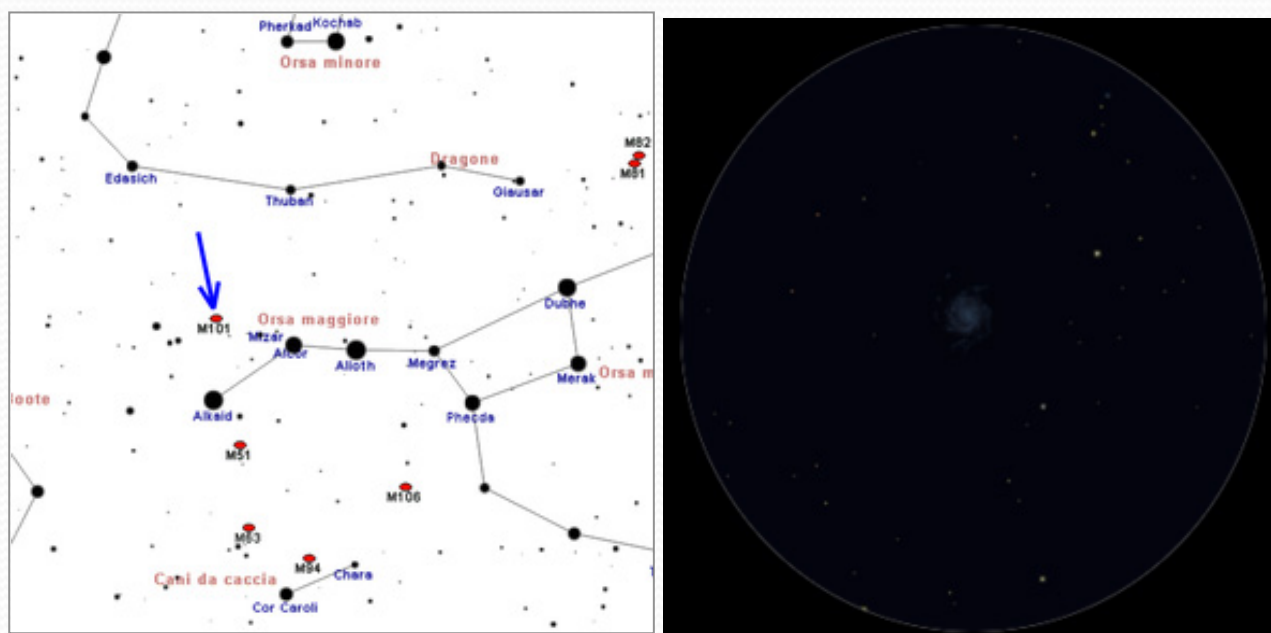 Pherkad
Kochab
Orsa minore
M82
M81
Dragone
Edasich
Thuban
Giausar
Dubhe
M101
Orsa maggiore
Mizar
Alcor
Alioth
Megrez
Merak
Orsa m
Boote
Alkaid
Phecda
M51
M106
M63
M94
Chara
Cani da caccia
Cor Caroli